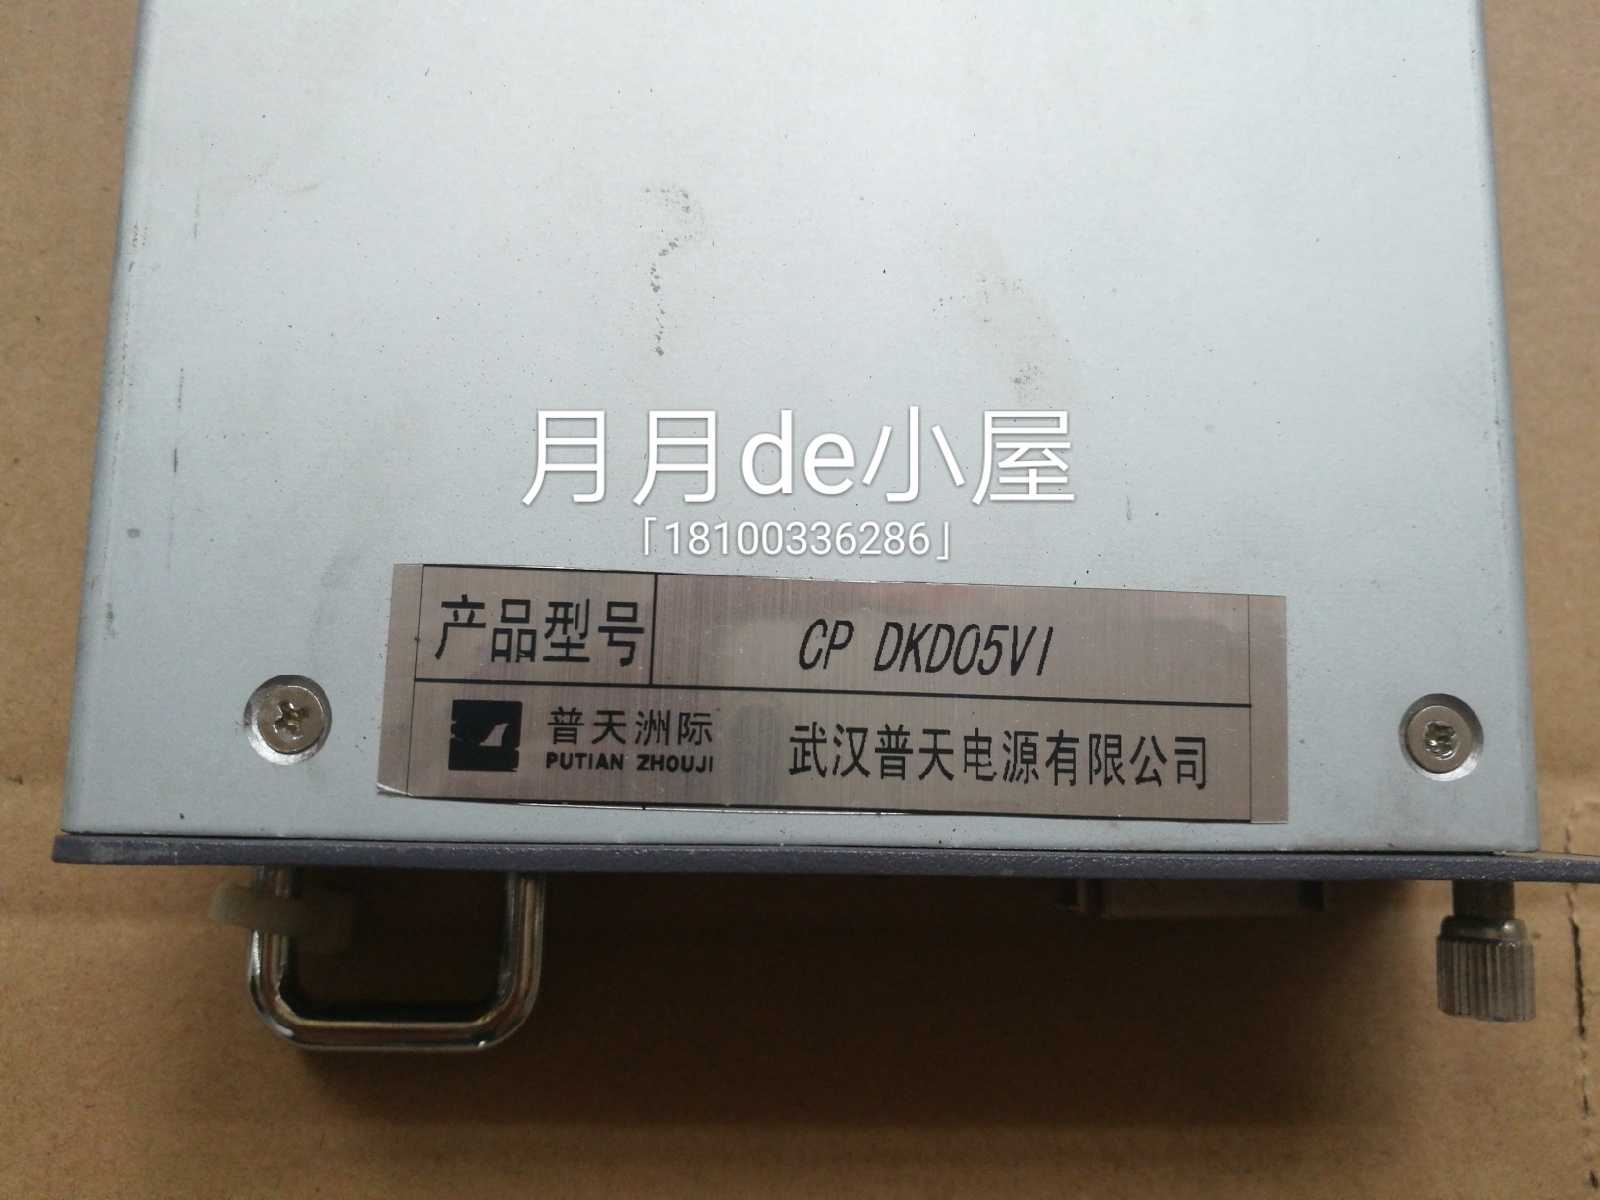 月月de小屋
「18100336286」
产品型号 CP DKD05V1
普天洲际 武汉普天电源有限公司
PUTIAN ZHOUJI